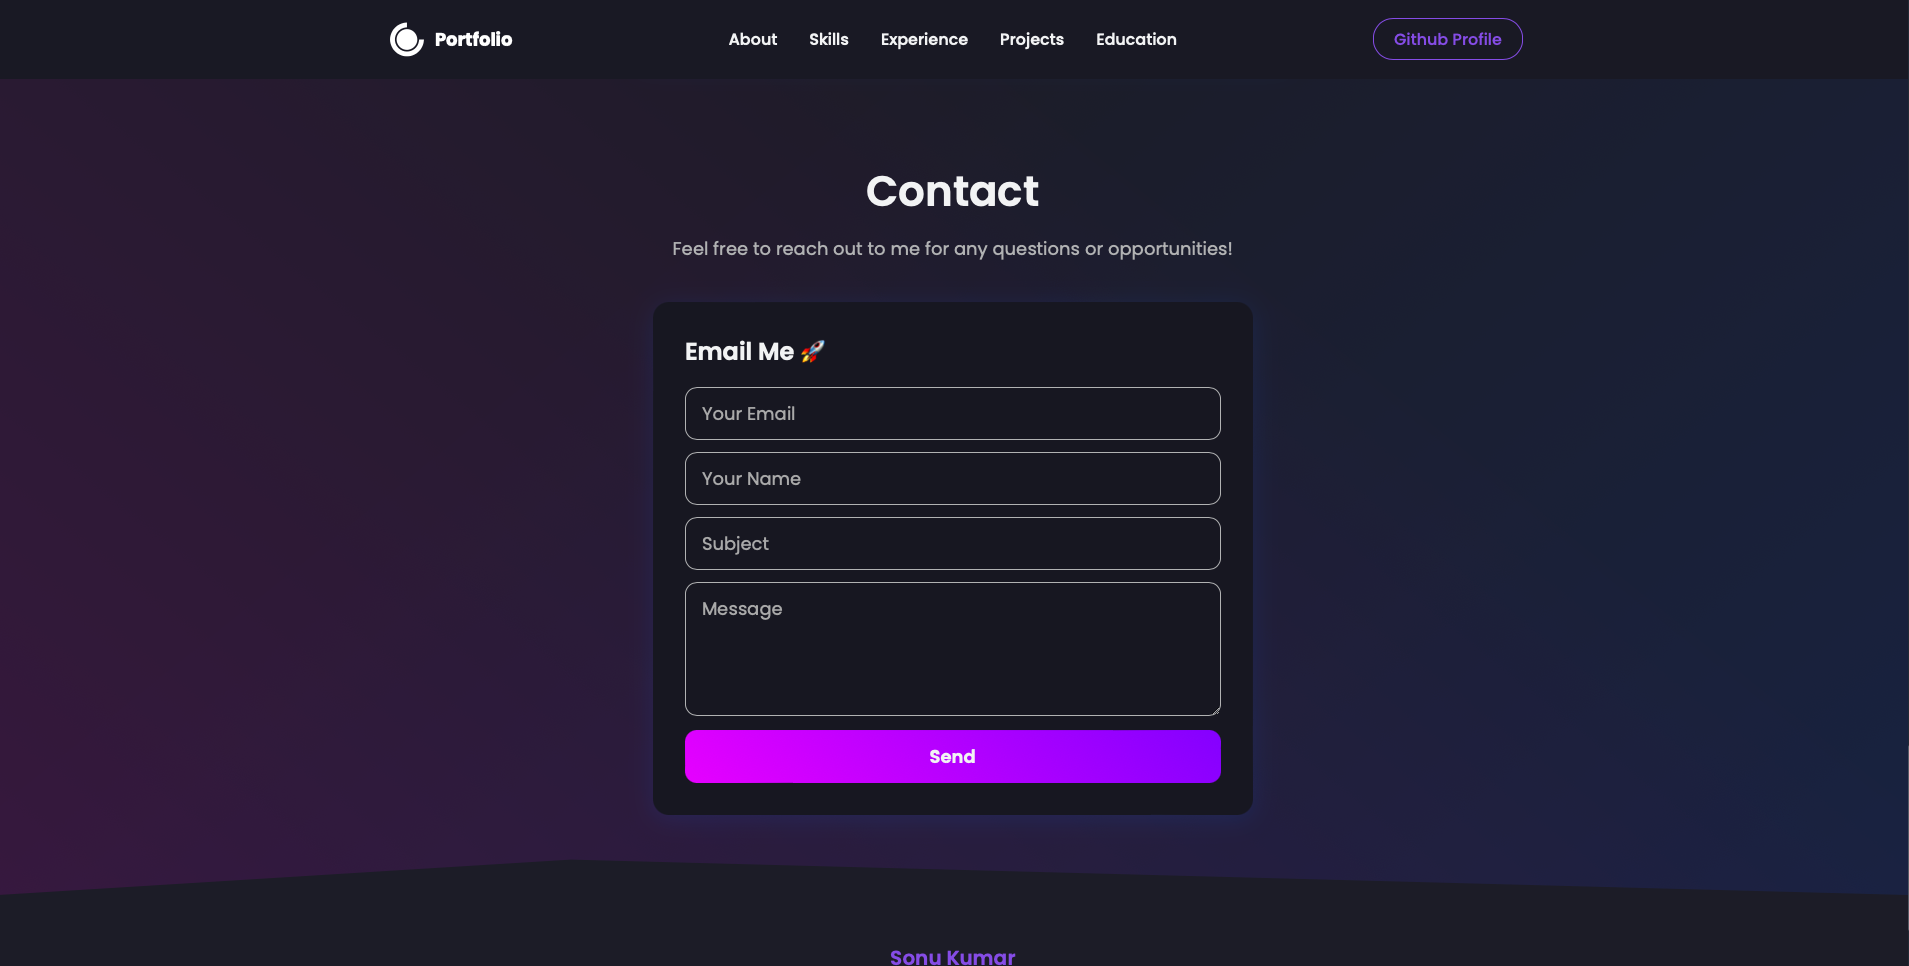 Portfolio
About Skills Experience Projects Education
Github Profile
Contact
Feel free to reach out to me for any questions or opportunities!
Email Me 🚀
Your Email
Your Name
Subject
Message
Send
Sonu Kumar